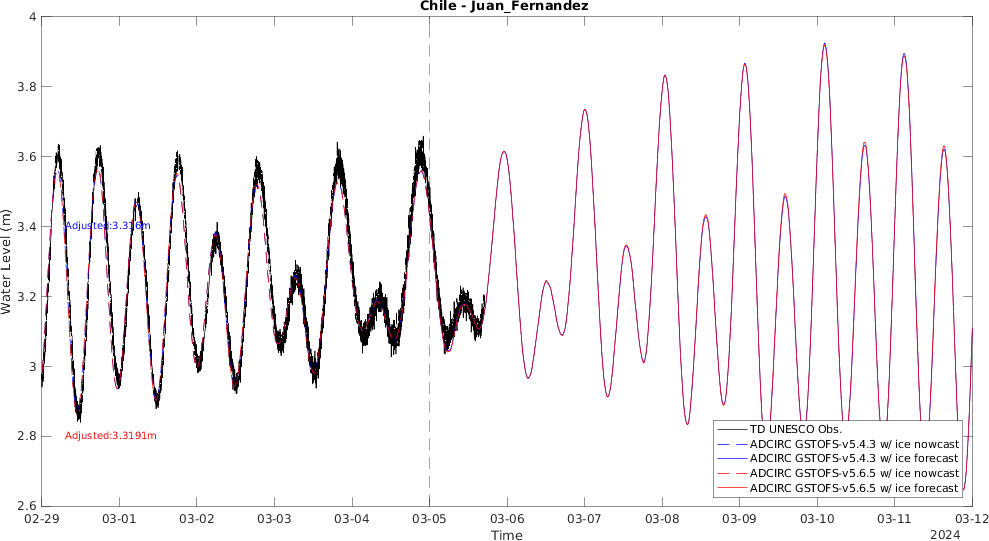 Chile - Juan_Fernandez
4
3.8
3.6
3.4
3.2
3
2.8
2.6
Water Level (m)
Adjusted:3.316m
Adjusted:3.3191m
TD UNESCO Obs.
ADCIRC GSTOFS-v5.4.3 w/ ice nowcast
ADCIRC GSTOFS-v5.4.3 w/ ice forecast
ADCIRC GSTOFS-v5.6.5 w/ ice nowcast
ADCIRC GSTOFS-v5.6.5 w/ ice forecast
02-29 03-01 03-02 03-03 03-04 03-05 03-06 03-07 03-08 03-09 03-10 03-11 03-12
Time
2024